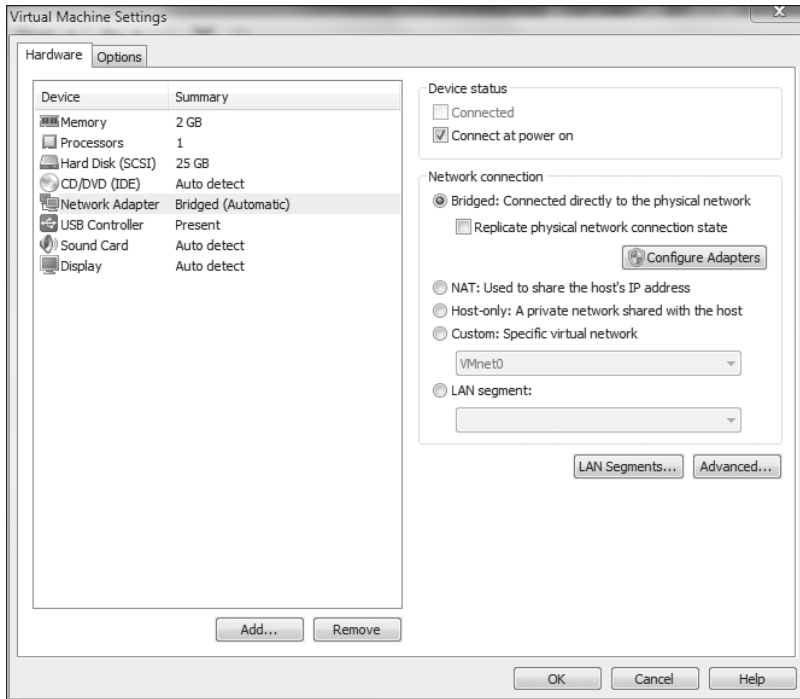 Virtual Machine Settings
X
Hardware Options
Device Summary
Memory 2 GB
Processors 1
Hard Disk (SCSI) 25 GB
CD/DVD (IDE) Auto detect
Network Adapter Bridged (Automatic)
USB Controller Present
Sound Card Auto detect
Display Auto detect
Add... Remove
Device status
Connected
Connect at power on
Network connection
Bridged: Connected directly to the physical network
Replicate physical network connection state
Configure Adapters
NAT: Used to share the host's IP address
Host-only: A private network shared with the host
Custom: Specific virtual network
VMnet0
LAN segment:
LAN Segments... Advanced...
OK Cancel Help